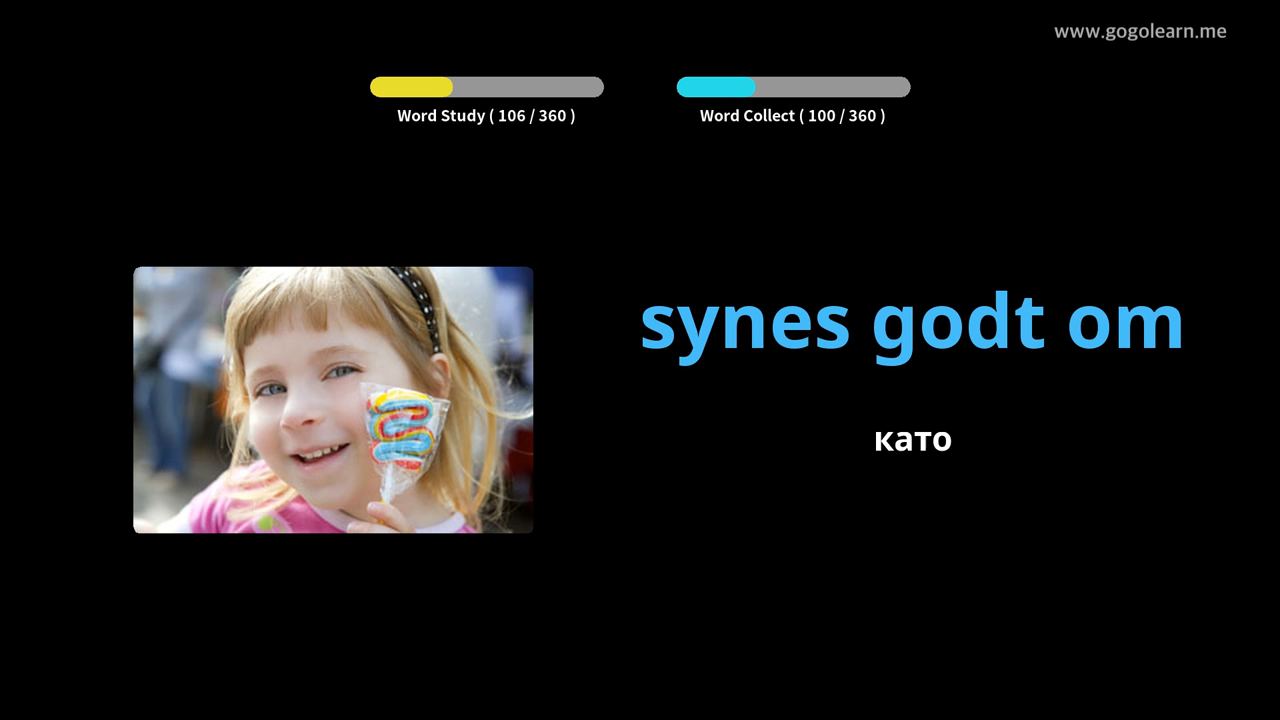 www.gogolearn.me
Word Study ( 106 / 360 )
Word Collect ( 100 / 360 )
synes godt om
като